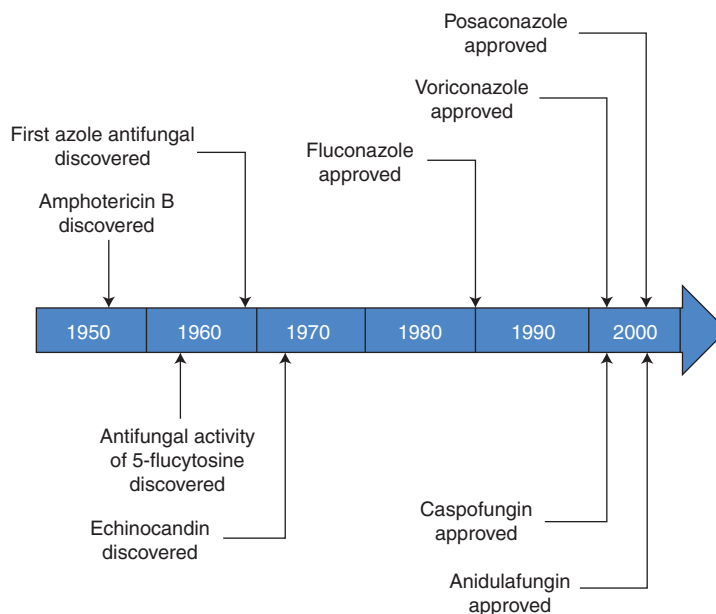 Posaconazole
approved
Voriconazole
approved
First azole antifungal
discovered
Fluconazole
approved
Amphotericin B
discovered
1950 1960 1970 1980 1990 2000
Antifungal activity
of 5-flucytosine
discovered
Echinocandin
discovered
Caspofungin
approved
Anidulafungin
approved